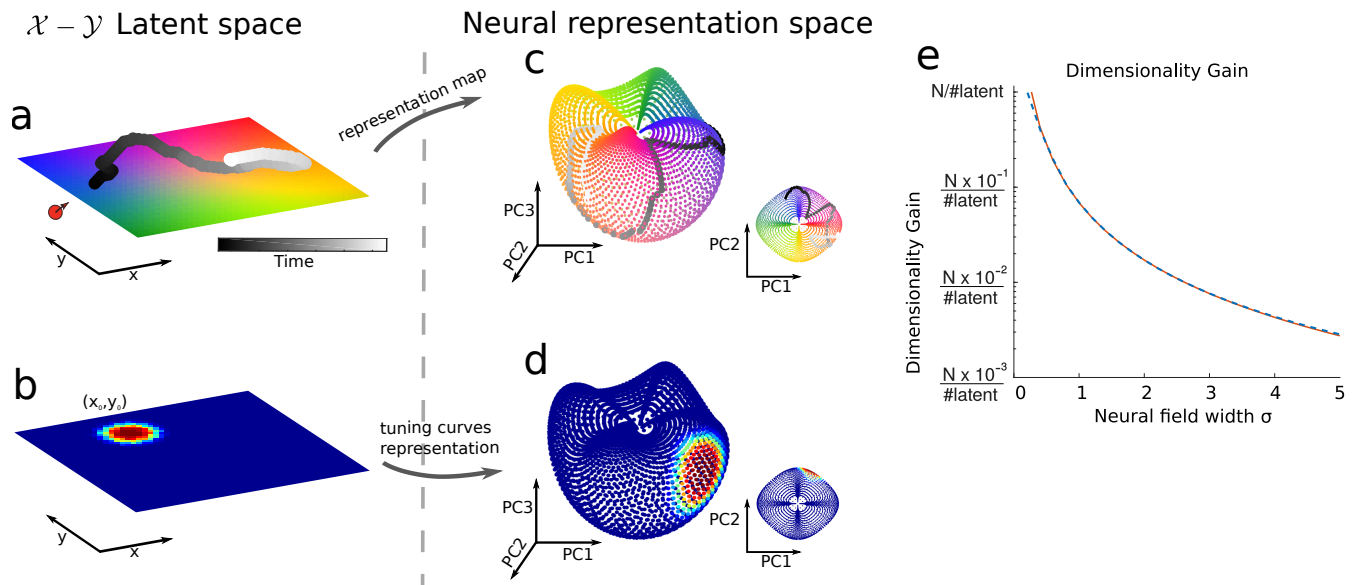 𝒳 – 𝒴 Latent space
Neural representation space
a
representation map
y
x
Time
c
PC3
PC2
PC1
PC2
PC1
b
(x₀,y₀)
tuning curves
representation
y
x
d
PC3
PC2
PC1
PC2
PC1
e
Dimensionality Gain
Dimensionality Gain
N/#latent
N x 10⁻¹
#latent
N x 10⁻²
#latent
N x 10⁻³
#latent
0 1 2 3 4 5
Neural field width σ